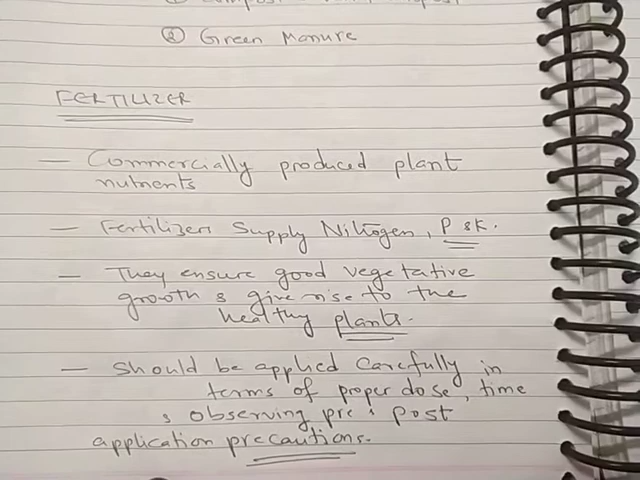 ② Green Manure
FERTILIZER
— Commercially produced plant
nutrients
— Fertilizers Supply Nitrogen, P & K.
— They ensure good vegetative
growth & give rise to the
healthy plants.
— Should be applied Carefully in
terms of proper dose, time
& observing pre & post
application precautions.